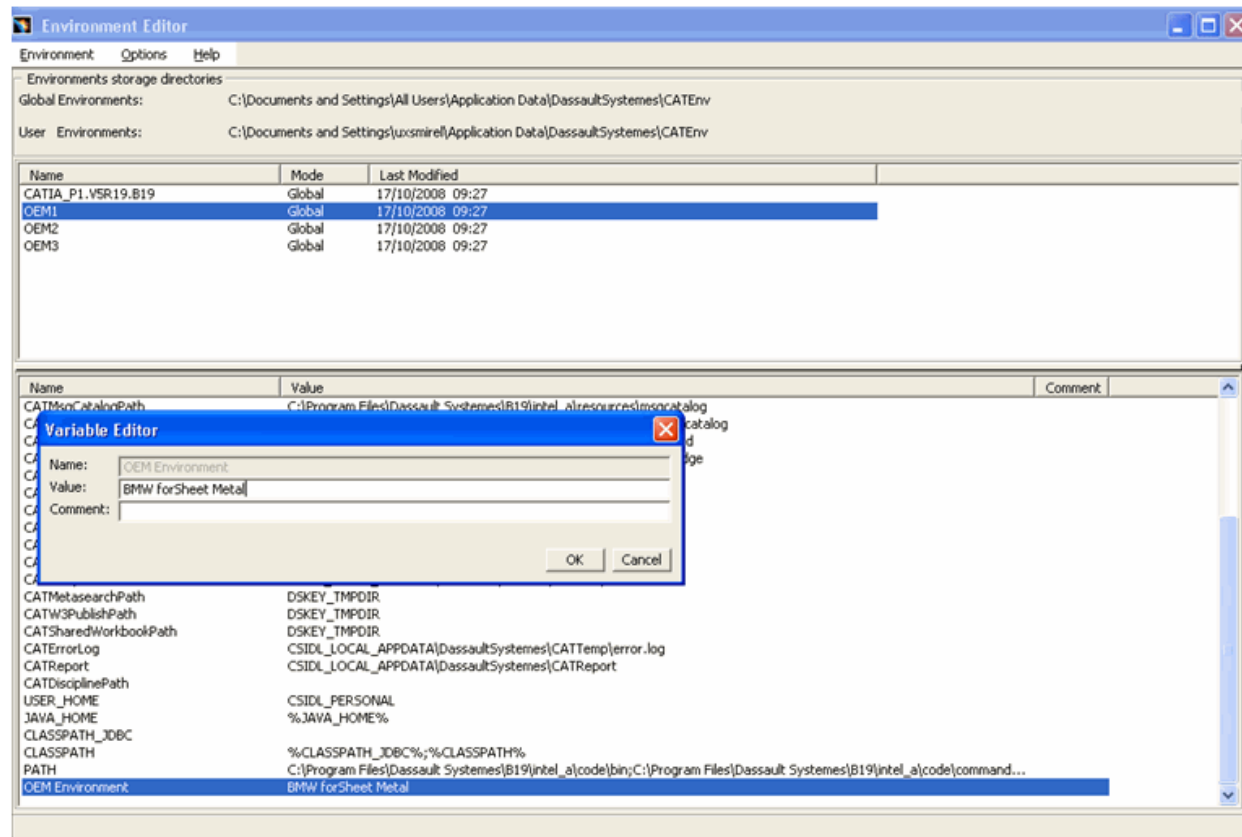 Environment Editor
Environment Options Help
Environments storage directories
Global Environments: C:\Documents and Settings\All Users\Application Data\DassaultSystemes\CATEnv
User Environments: C:\Documents and Settings\uxsmirel\Application Data\DassaultSystemes\CATEnv
Name Mode Last Modified
CATIA_P1.V5R19.B19 Global 17/10/2008 09:27
OEM1 Global 17/10/2008 09:27
OEM2 Global 17/10/2008 09:27
OEM3 Global 17/10/2008 09:27
Name Value Comment
CATMsgCatalogPath C:\Program Files\Dassault Systemes\B19\intel_a\resources\msgcatalog
Variable Editor
Name: OEM Environment
Value: BMW forSheet Metal
Comment:
OK Cancel
CATMetasearchPath DSKEY_TMPDIR
CATW3PublishPath DSKEY_TMPDIR
CATSharedWorkbookPath DSKEY_TMPDIR
CATErrorLog CSIDL_LOCAL_APPDATA\DassaultSystemes\CATTemp\error.log
CATReport CSIDL_LOCAL_APPDATA\DassaultSystemes\CATReport
CATDisciplinePath
USER_HOME CSIDL_PERSONAL
JAVA_HOME %JAVA_HOME%
CLASSPATH_JDBC
CLASSPATH %CLASSPATH_JDBC%;%CLASSPATH%
PATH C:\Program Files\Dassault Systemes\B19\intel_a\code\bin;C:\Program Files\Dassault Systemes\B19\intel_a\code\command...
OEM Environment BMW forSheet Metal